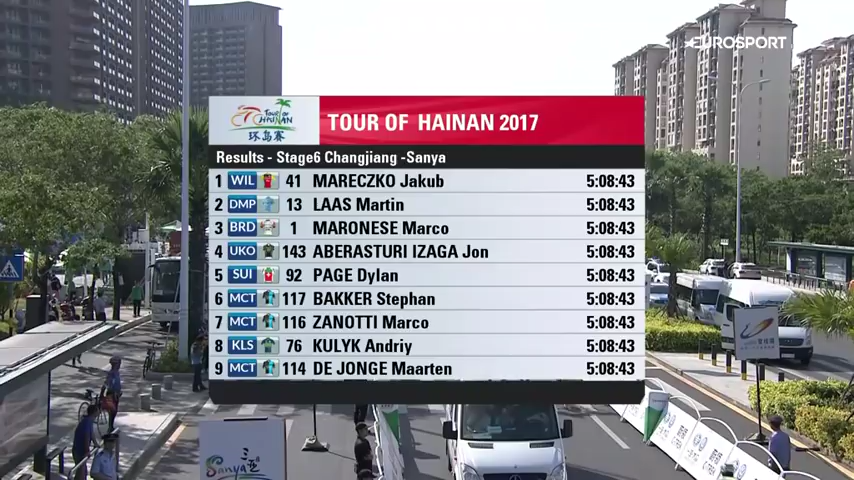 EUROSPORT
TOUR OF HAINAN
环岛赛
TOUR OF HAINAN 2017
Results - Stage6 Changjiang -Sanya
1 WIL 41 MARECZKO Jakub 5:08:43
2 DMP 13 LAAS Martin 5:08:43
3 BRD 1 MARONESE Marco 5:08:43
4 UKO 143 ABERASTURI IZAGA Jon 5:08:43
5 SUI 92 PAGE Dylan 5:08:43
6 MCT 117 BAKKER Stephan 5:08:43
7 MCT 116 ZANOTTI Marco 5:08:43
8 KLS 76 KULYK Andriy 5:08:43
9 MCT 114 DE JONGE Maarten 5:08:43
三亚
Sanya